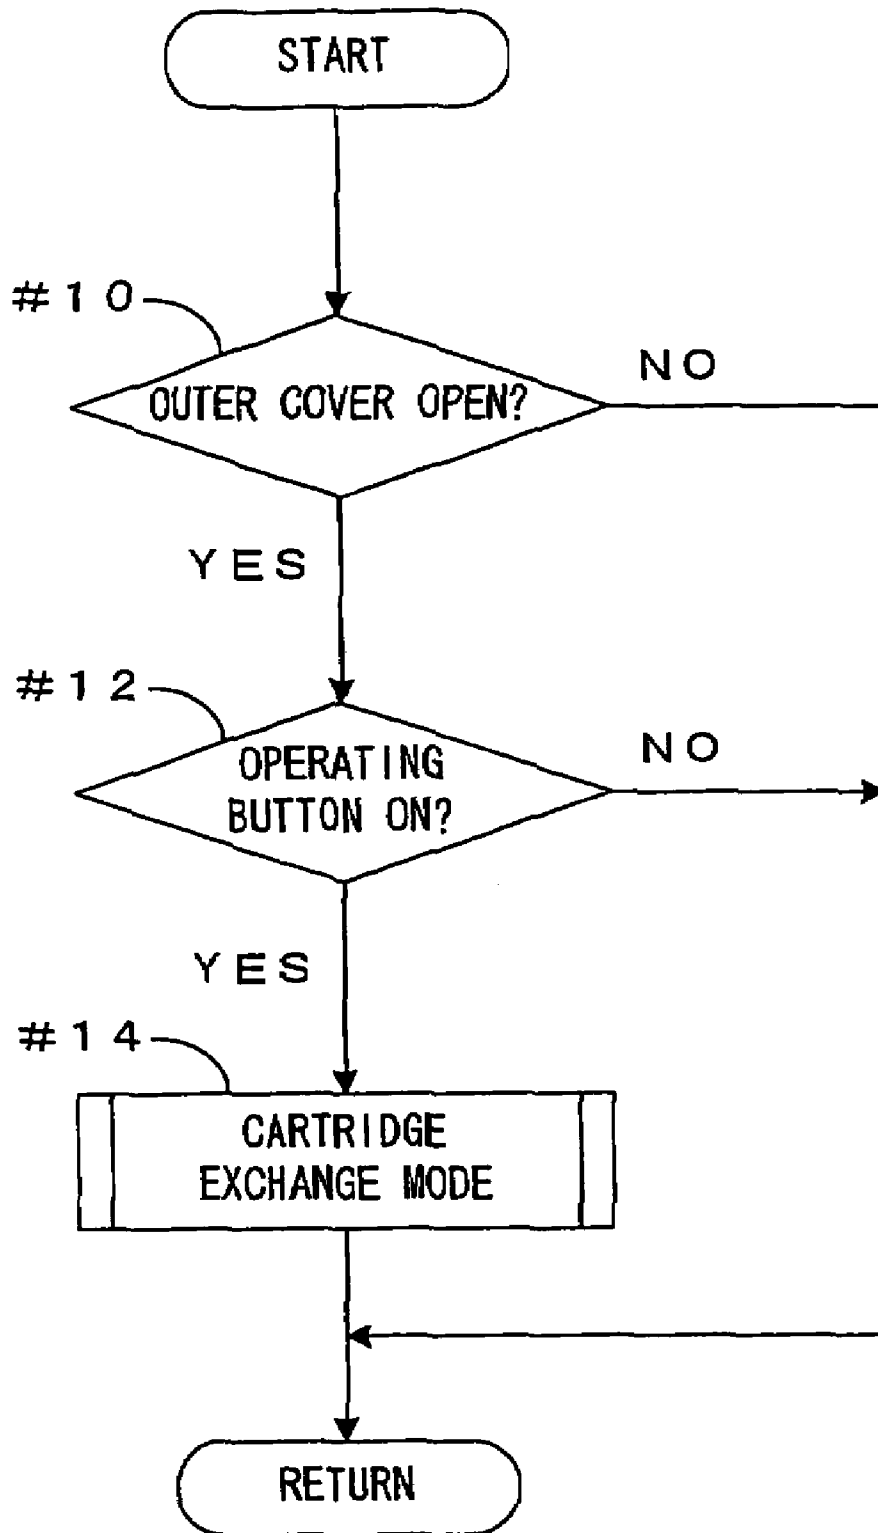 START
#10
OUTER COVER OPEN?
NO
YES
#12
OPERATING
BUTTON ON?
NO
YES
#14
CARTRIDGE
EXCHANGE MODE
RETURN